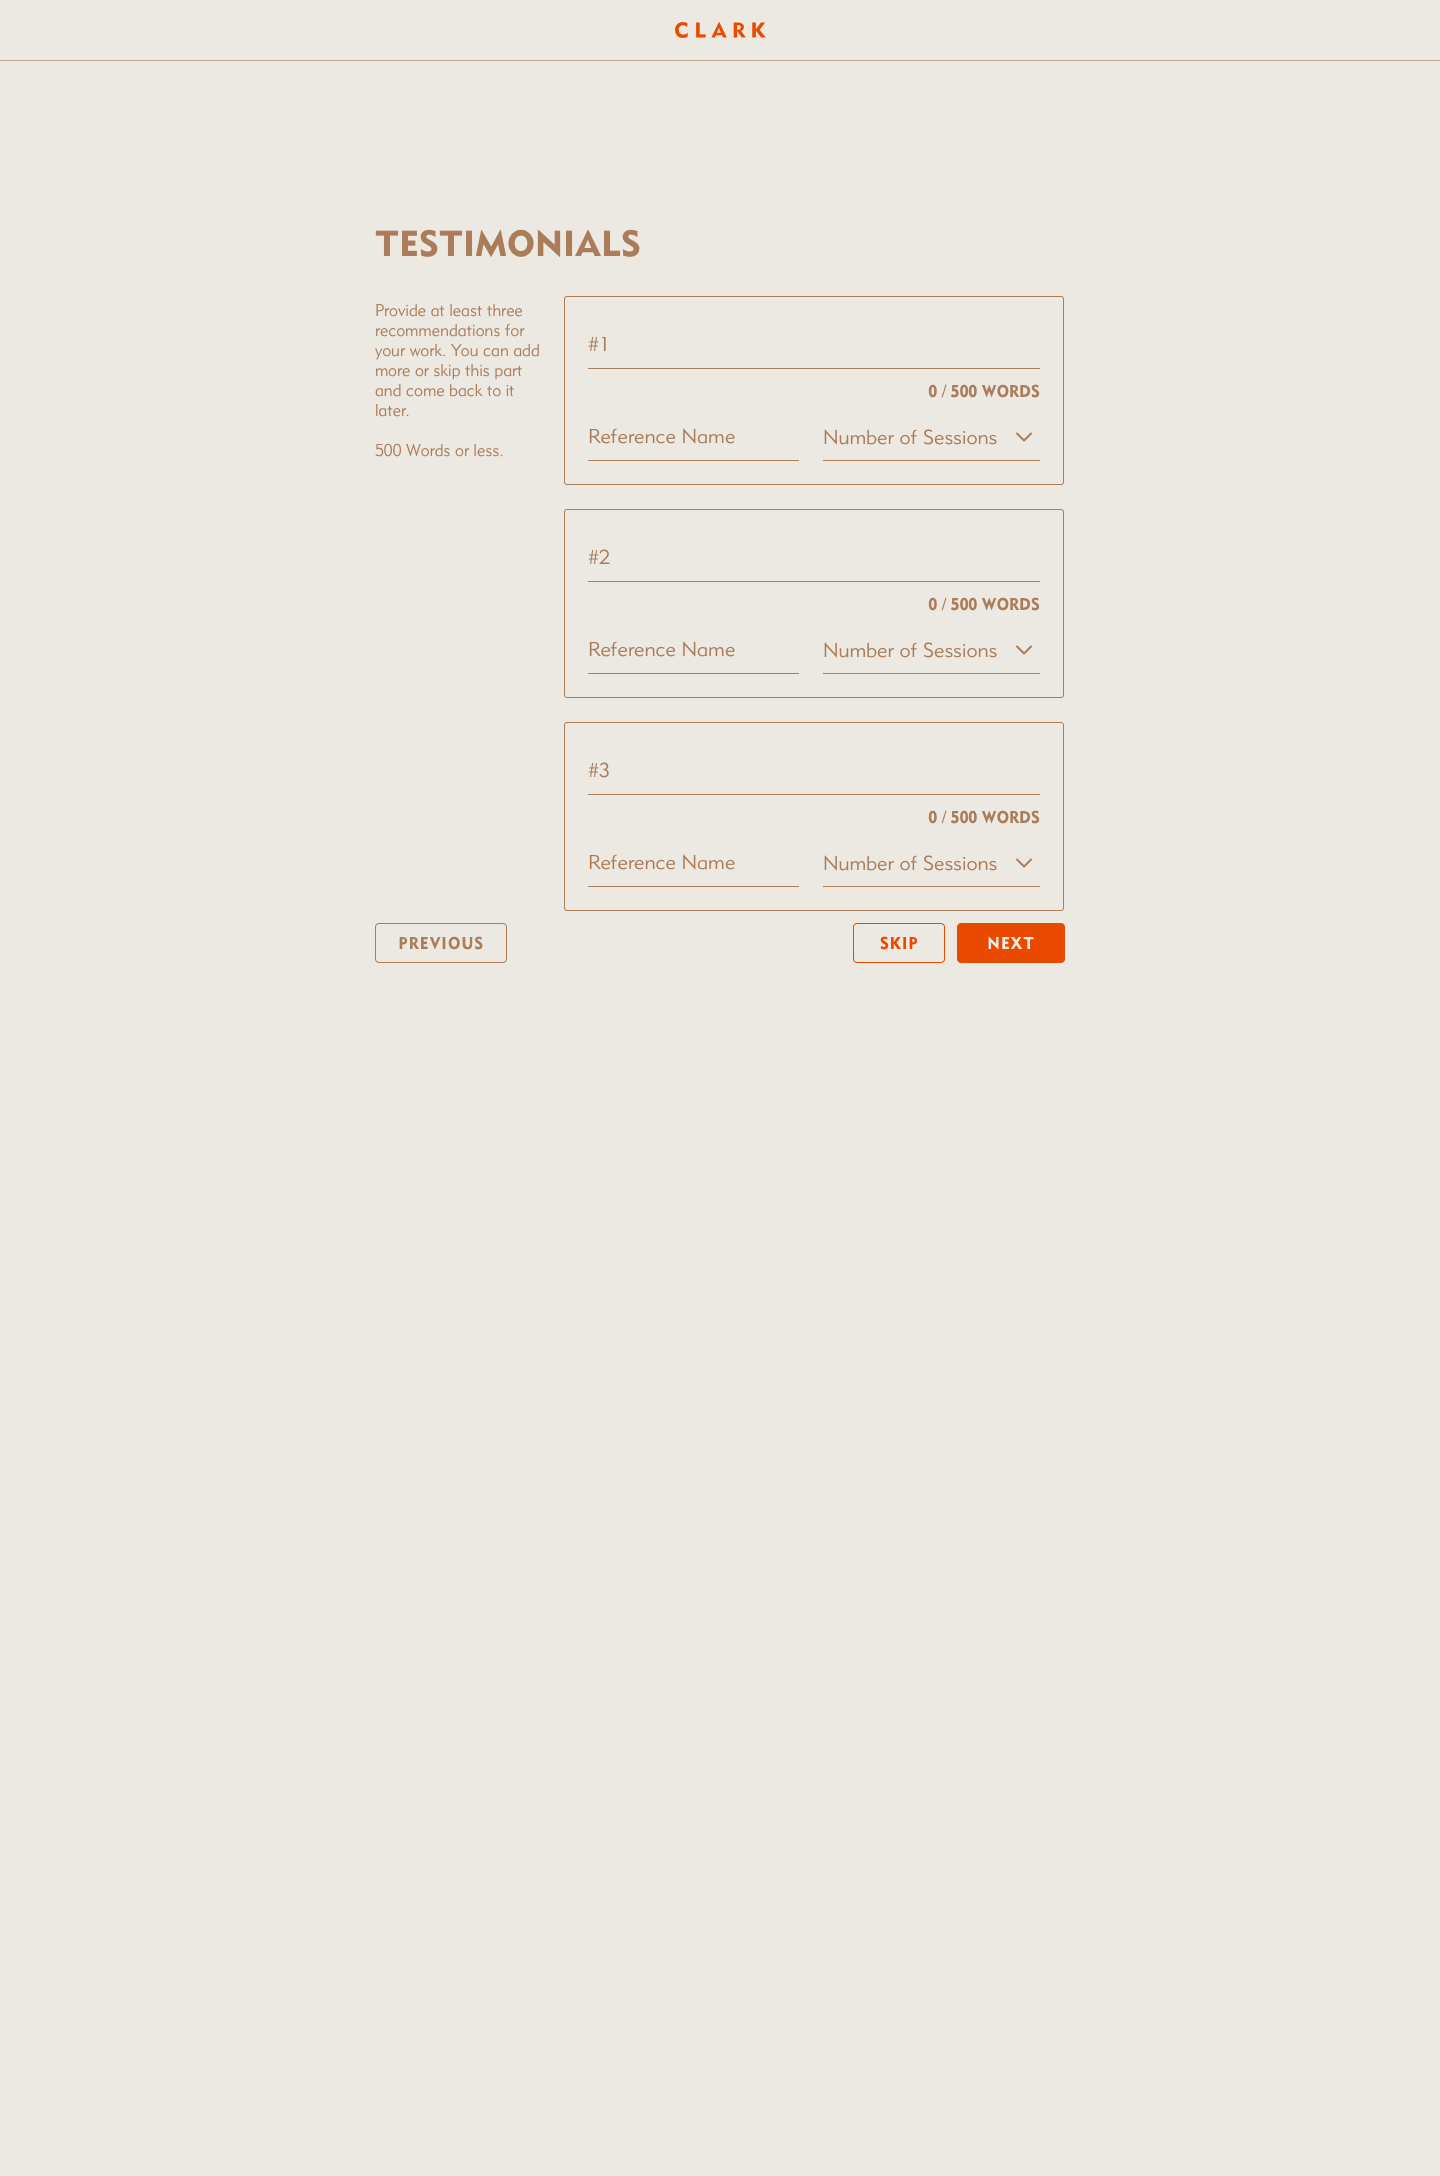 CLARK
TESTIMONIALS
Provide at least three
recommendations for
your work. You can add
more or skip this part
and come back to it
later.
500 Words or less.
#1
0 / 500 WORDS
Reference Name
Number of Sessions
#2
0 / 500 WORDS
Reference Name
Number of Sessions
#3
0 / 500 WORDS
Reference Name
Number of Sessions
PREVIOUS
SKIP
NEXT